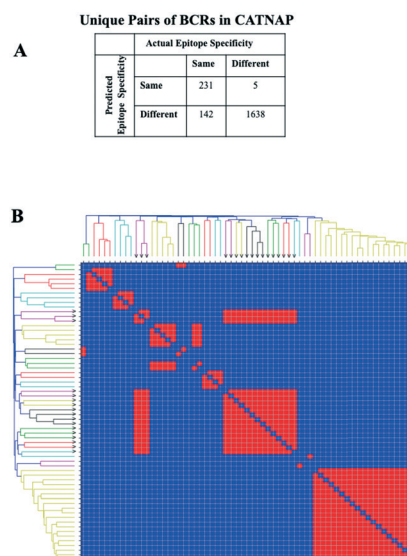 Unique Pairs of BCRs in CATNAP
A
Actual Epitope Specificity
Predicted
Epitope Specificity
Same Different
Same 231 5
Different 142 1638
B